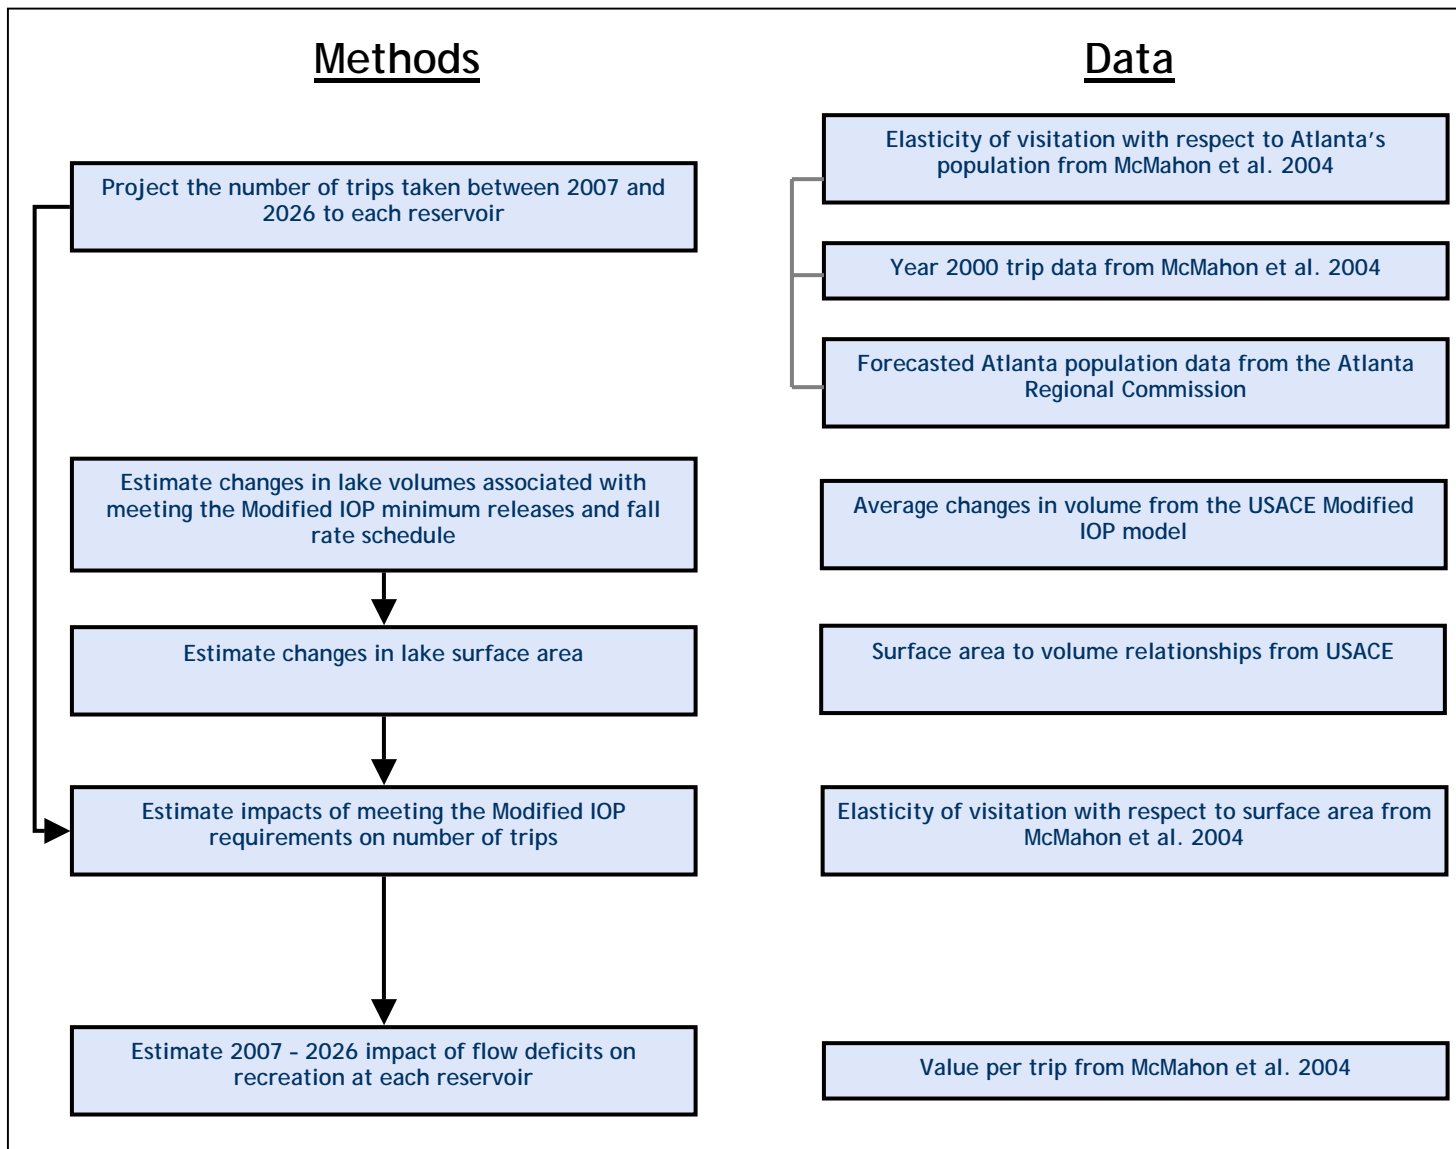 Methods
Data
Elasticity of visitation with respect to Atlanta's
population from McMahon et al. 2004
Project the number of trips taken between 2007 and
2026 to each reservoir
Year 2000 trip data from McMahon et al. 2004
Forecasted Atlanta population data from the Atlanta
Regional Commission
Estimate changes in lake volumes associated with
meeting the Modified IOP minimum releases and fall
rate schedule
Average changes in volume from the USACE Modified
IOP model
Estimate changes in lake surface area
Surface area to volume relationships from USACE
Estimate impacts of meeting the Modified IOP
requirements on number of trips
Elasticity of visitation with respect to surface area from
McMahon et al. 2004
Estimate 2007 - 2026 impact of flow deficits on
recreation at each reservoir
Value per trip from McMahon et al. 2004